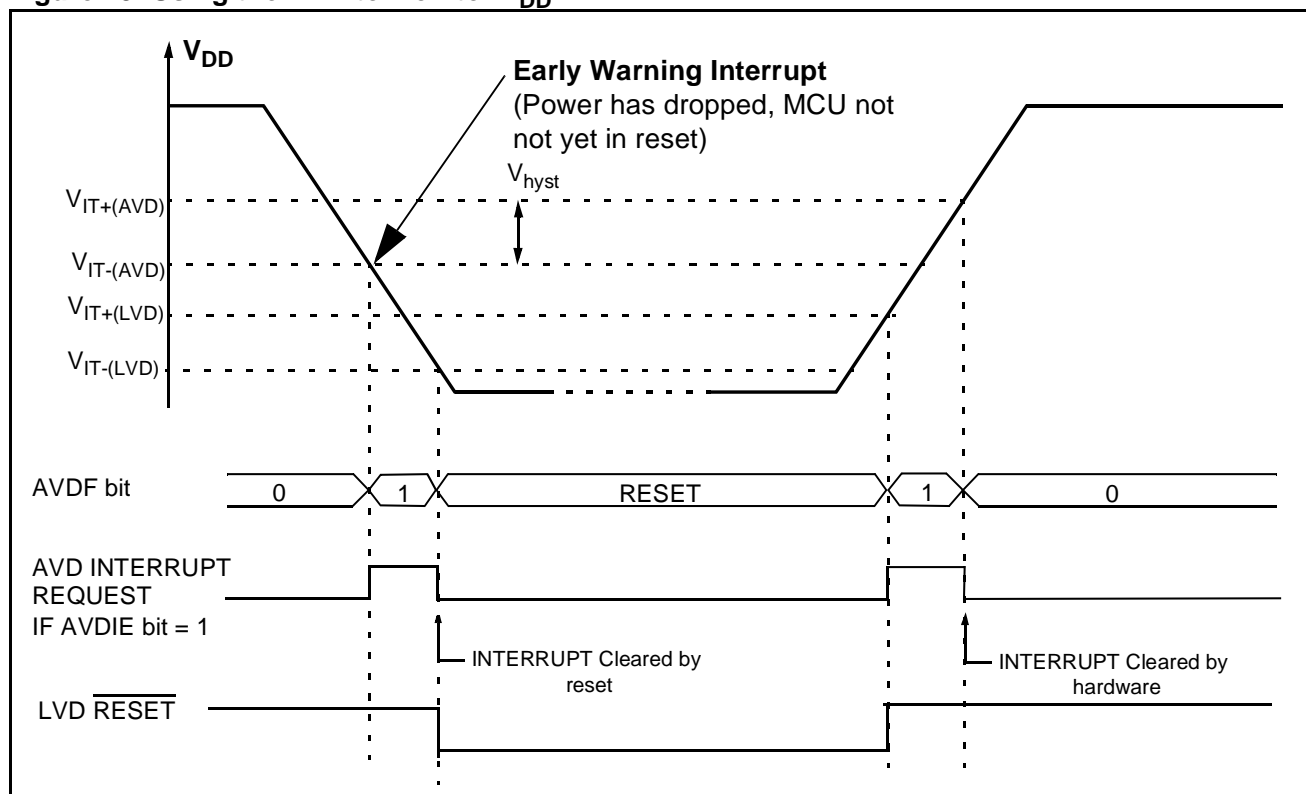 V_DD
Early Warning Interrupt
(Power has dropped, MCU not
not yet in reset)
V_hyst
V_IT+(AVD)
V_IT-(AVD)
V_IT+(LVD)
V_IT-(LVD)
AVDF bit
0
1
RESET
1
0
AVD INTERRUPT
REQUEST
IF AVDIE bit = 1
INTERRUPT Cleared by
reset
INTERRUPT Cleared by
hardware
LVD RESET